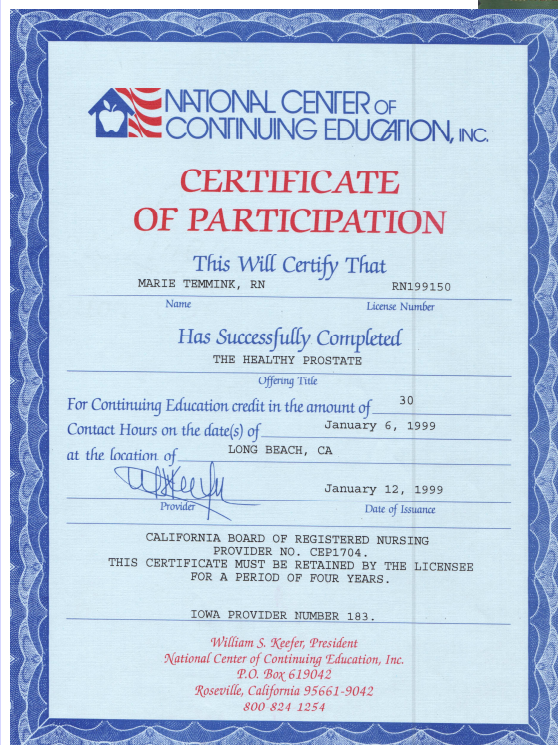 NATIONAL CENTER OF
CONTINUING EDUCATION, INC.
CERTIFICATE
OF PARTICIPATION
This Will Certify That
MARIE TEMMINK, RN RN199150
Name License Number
Has Successfully Completed
THE HEALTHY PROSTATE
Offering Title
For Continuing Education credit in the amount of 30
Contact Hours on the date(s) of January 6, 1999
at the location of LONG BEACH, CA
January 12, 1999
Provider Date of Issuance
CALIFORNIA BOARD OF REGISTERED NURSING
PROVIDER NO. CEP1704.
THIS CERTIFICATE MUST BE RETAINED BY THE LICENSEE
FOR A PERIOD OF FOUR YEARS.
IOWA PROVIDER NUMBER 183.
William S. Keefer, President
National Center of Continuing Education, Inc.
P.O. Box 619042
Roseville, California 95661-9042
800 824 1254